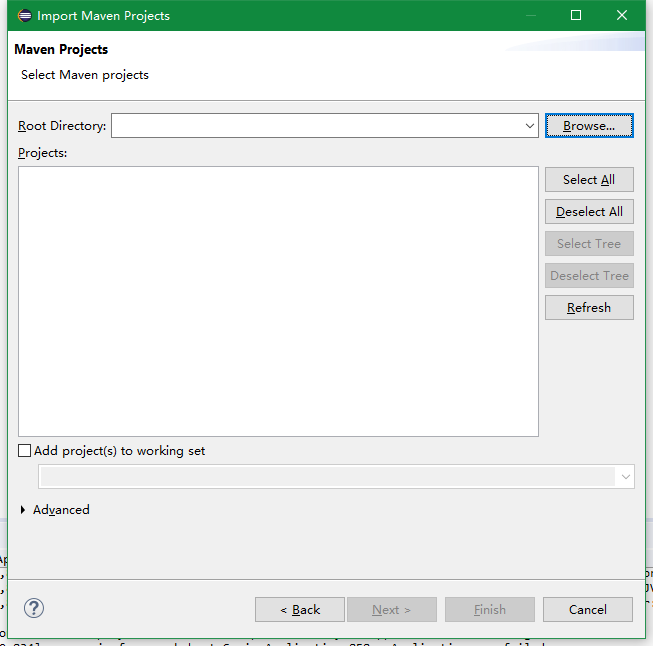 Import Maven Projects
Maven Projects
Select Maven projects
Root Directory:
Browse...
Projects:
Select All
Deselect All
Select Tree
Deselect Tree
Refresh
Add project(s) to working set
Advanced
?
< Back
Next >
Finish
Cancel